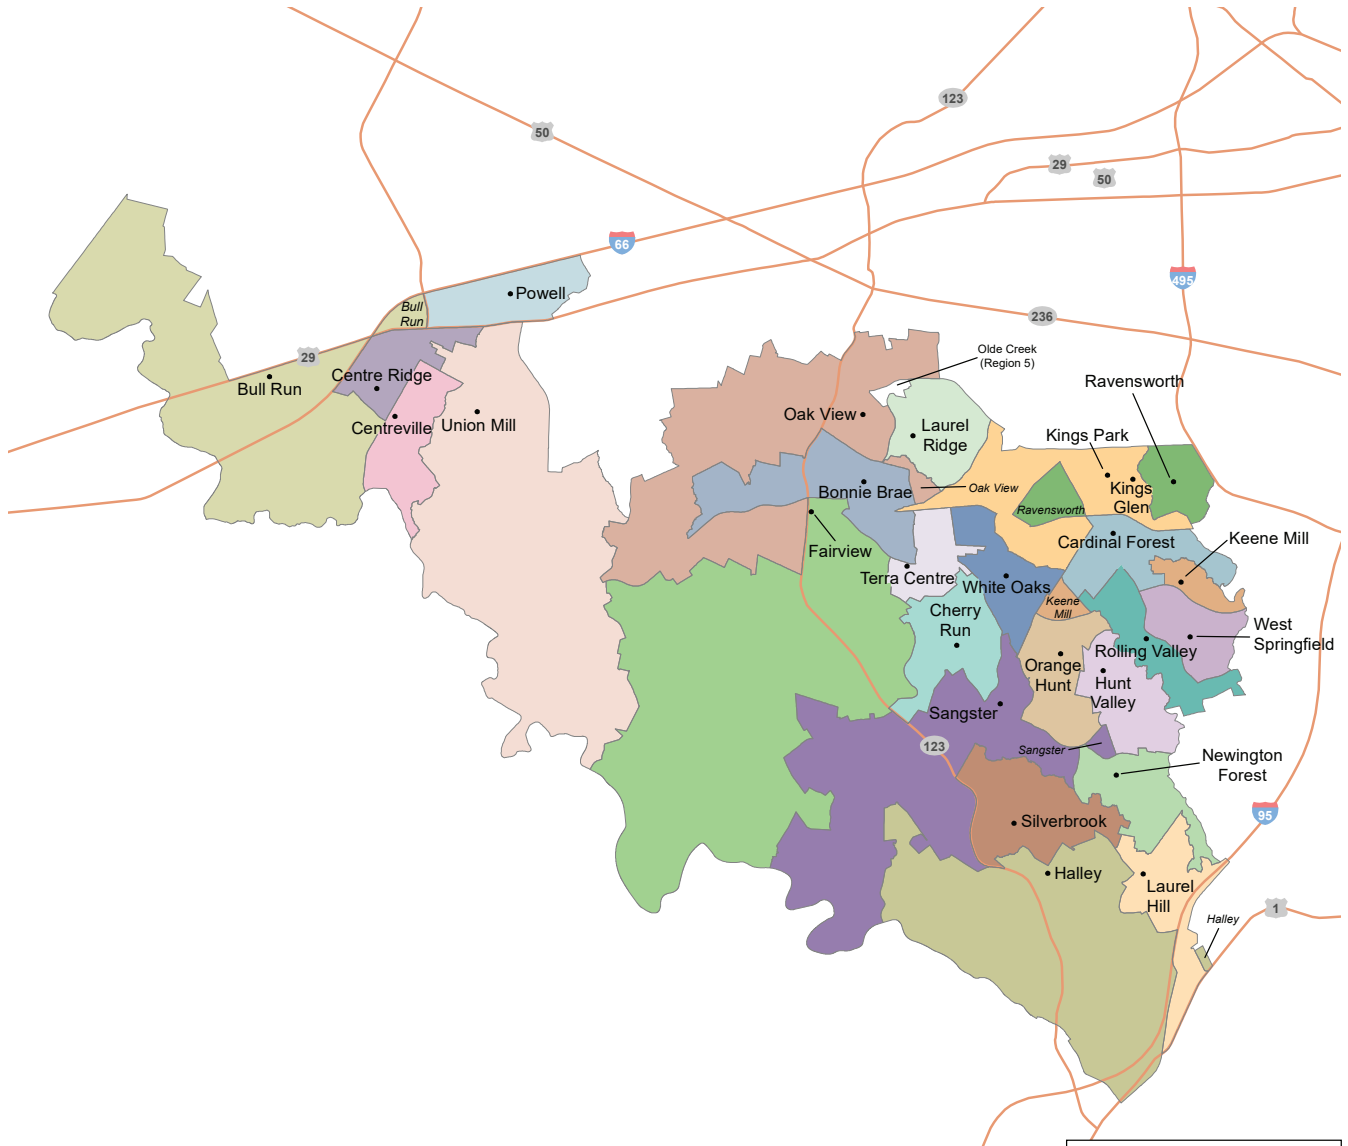 123
50
29
50
66
495
Powell
Bull
Run
236
29
Olde Creek
(Region 5)
Centre Ridge
Bull Run
Ravensworth
Oak View
Centreville
Union Mill
Laurel
Ridge
Kings Park
Bonnie Brae
Oak View
Kings
Glen
Ravensworth
Fairview
Cardinal Forest
Keene Mill
Terra Centre
White Oaks
Keene
Mill
Cherry
Run
West
Springfield
Rolling Valley
Orange
Hunt
Hunt
Valley
Sangster
123
Sangster
Newington
Forest
95
Silverbrook
Halley
Laurel
Hill
1
Halley